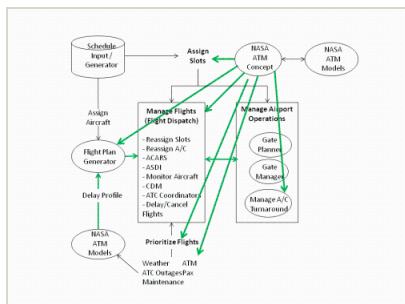 Schedule
Input /
Generator
Assign
Slots
NASA
ATM
Concept
NASA
ATM
Models
Assign
Aircraft
Manage Flights
(Flight Dispatch)
-Reassign Slots
-Reassign A/C
-ACARS
-ASDI
-Monitor Aircraft
-CDM
-ATC Coordinators
-Delay/Cancel
Flights
Manage Airport
Operations
Gate
Planner
Gate
Manager
Manage A/C
Turnaround
Flight Plan
Generator
Delay Profile
NASA
ATM
Models
Prioritize Flights
Weather ATM
ATC OutagesPax
Maintenance